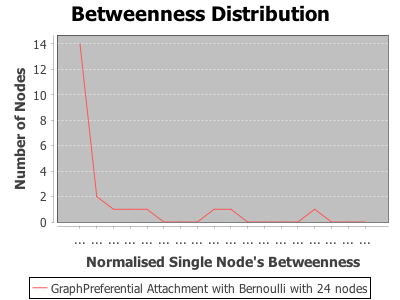 Betweenness Distribution
Number of Nodes
14
12
10
8
6
4
2
0
... ... ... ... ... ... ... ... ... ... ... ... ... ... ... ... ... ...
Normalised Single Node's Betweenness
GraphPreferential Attachment with Bernoulli with 24 nodes